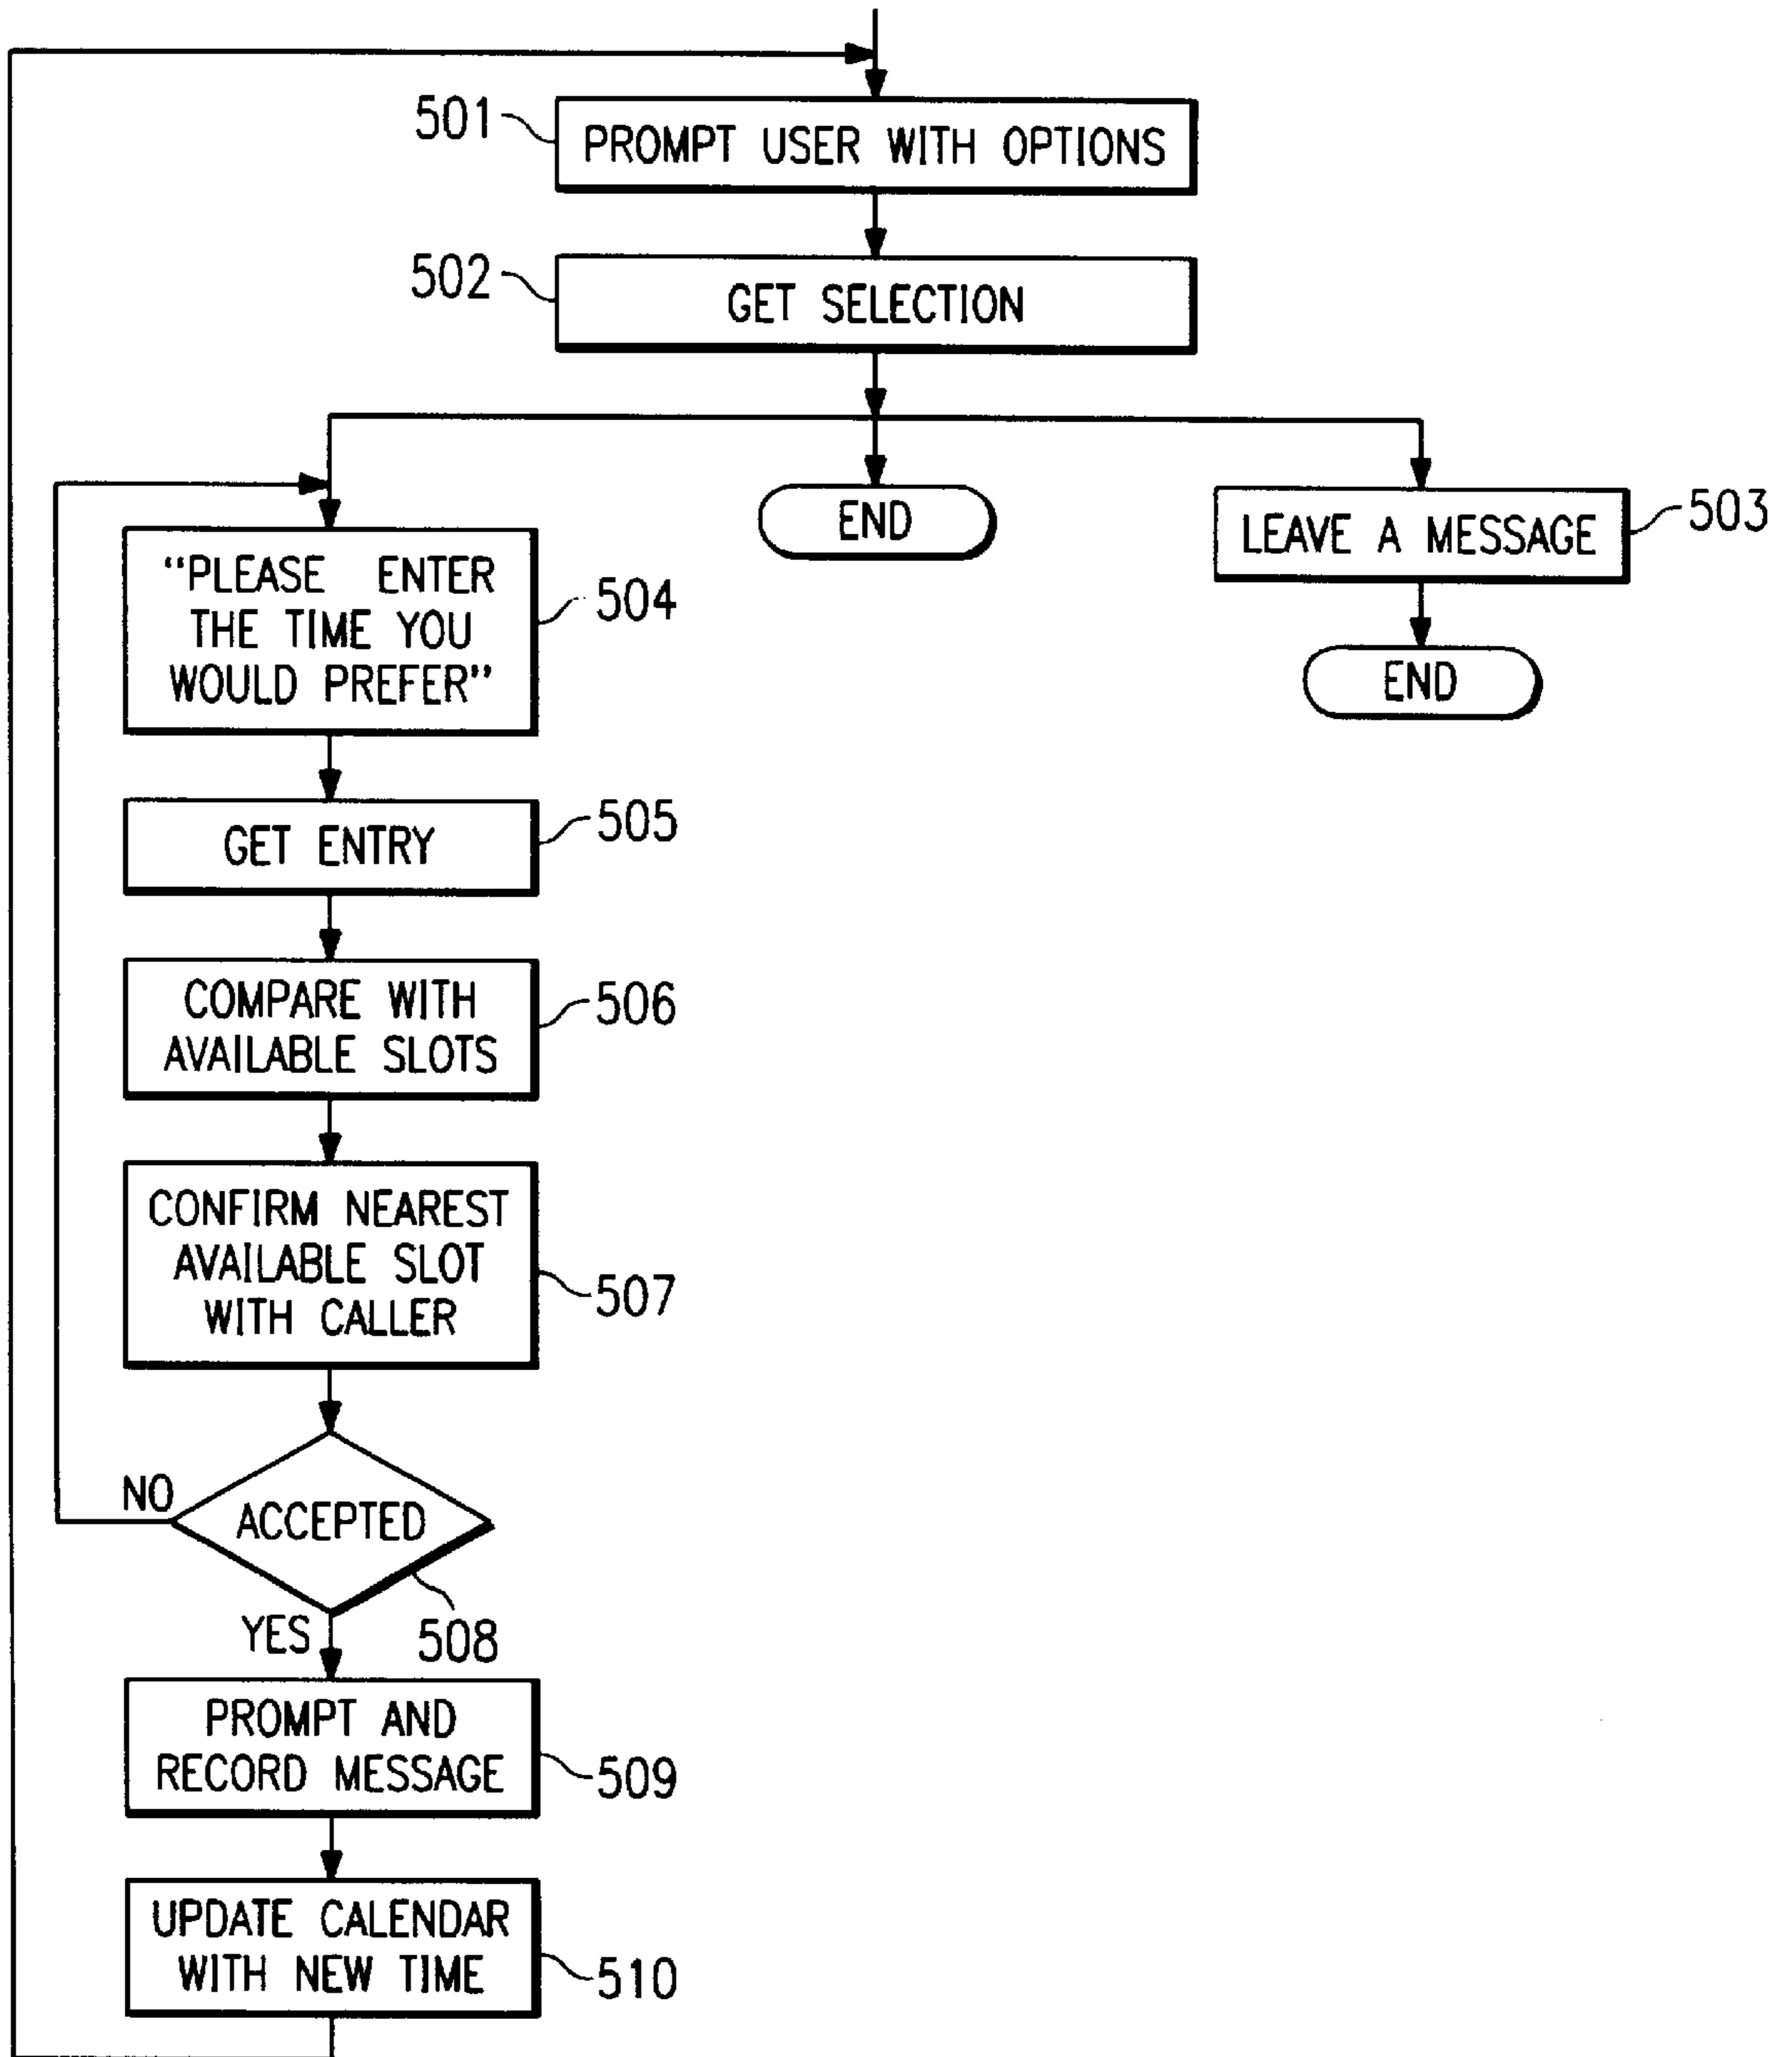 501
PROMPT USER WITH OPTIONS
502
GET SELECTION
END
LEAVE A MESSAGE
503
END
"PLEASE ENTER
THE TIME YOU
WOULD PREFER"
504
GET ENTRY
505
COMPARE WITH
AVAILABLE SLOTS
506
CONFIRM NEAREST
AVAILABLE SLOT
WITH CALLER
507
NO
ACCEPTED
YES
508
PROMPT AND
RECORD MESSAGE
509
UPDATE CALENDAR
WITH NEW TIME
510